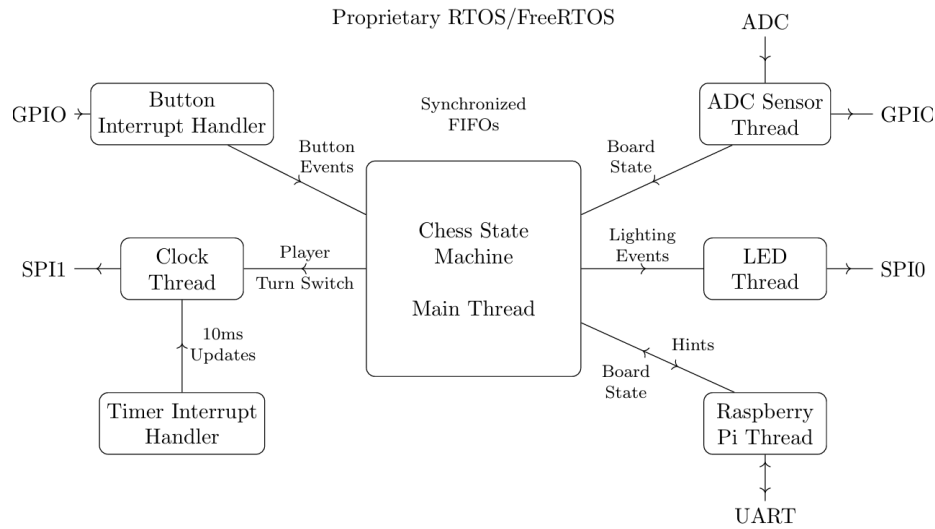 Proprietary RTOS/FreeRTOS
ADC
GPIO
Button
Interrupt Handler
Synchronized
FIFOs
ADC Sensor
Thread
GPIO
Button
Events
Board
State
Chess State
Machine
Main Thread
SPI1
Clock
Thread
Player
Turn Switch
Lighting
Events
LED
Thread
SPI0
10ms
Updates
Hints
Board
State
Timer Interrupt
Handler
Raspberry
Pi Thread
UART